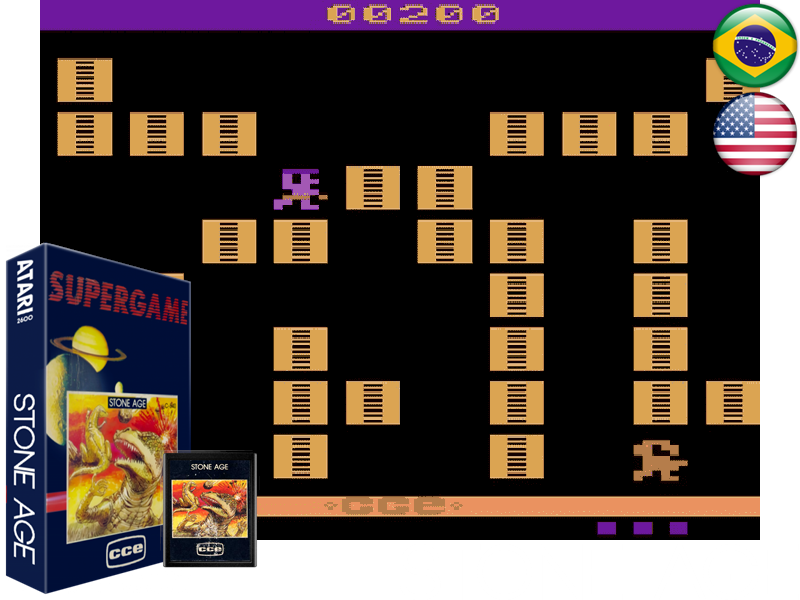 00200
ATARI
2600
SUPERGAME
STONE AGE
STONE AGE
cce
STONE AGE
cce
cce